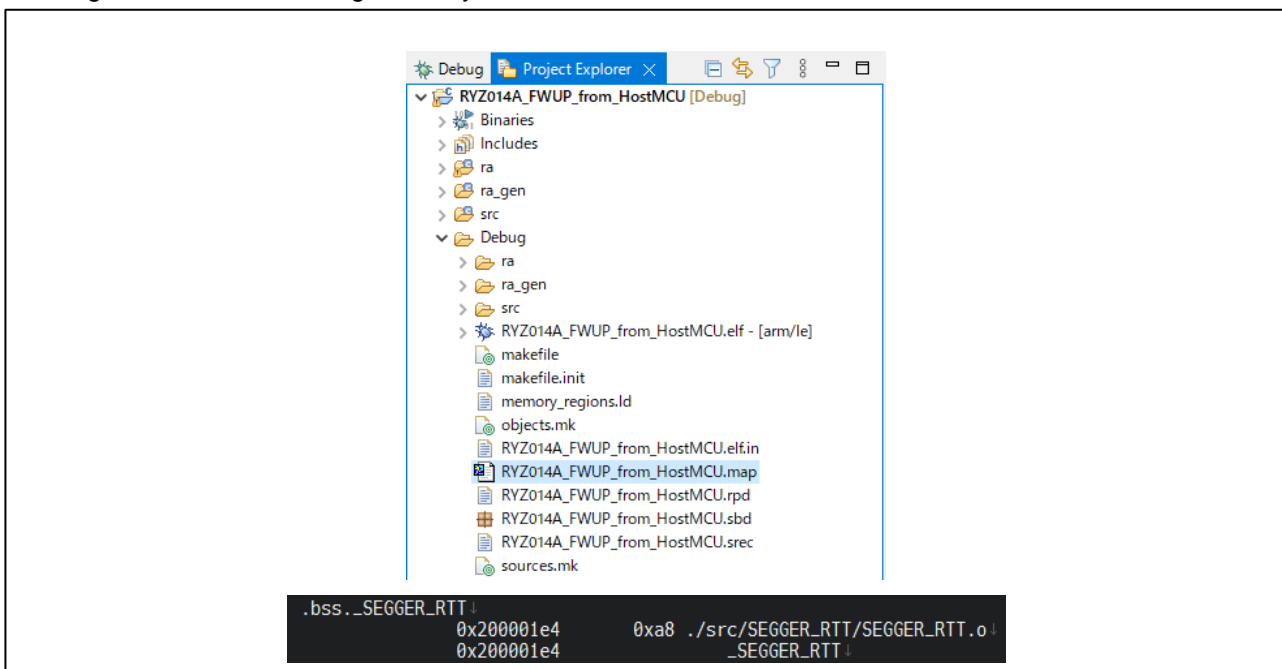 Debug Project Explorer
RYZ014A_FWUP_from_HostMCU [Debug]
Binaries
Includes
ra
ra_gen
src
Debug
ra
ra_gen
src
RYZ014A_FWUP_from_HostMCU.elf - [arm/le]
makefile
makefile.init
memory_regions.ld
objects.mk
RYZ014A_FWUP_from_HostMCU.elf.in
RYZ014A_FWUP_from_HostMCU.map
RYZ014A_FWUP_from_HostMCU.rpd
RYZ014A_FWUP_from_HostMCU.sbd
RYZ014A_FWUP_from_HostMCU.srec
sources.mk
.bss._SEGGER_RTT↓
0x200001e4 0xa8 ./src/SEGGER_RTT/SEGGER_RTT.o↓
0x200001e4 _SEGGER_RTT↓